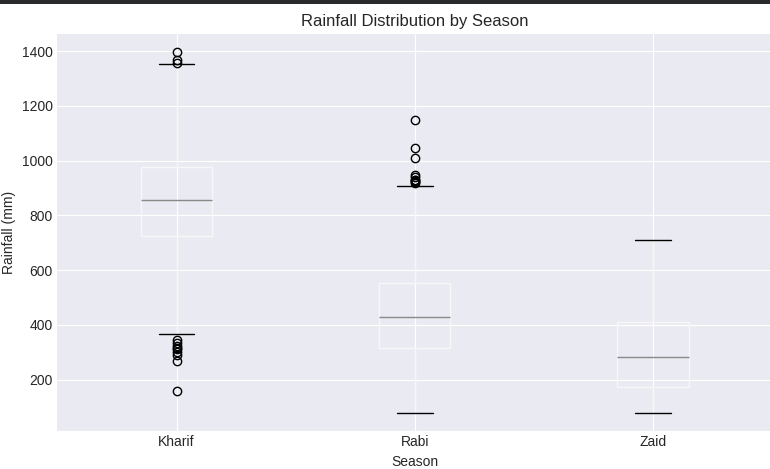 Rainfall Distribution by Season
1400
1200
1000
800
600
400
200
Rainfall (mm)
Kharif
Rabi
Zaid
Season